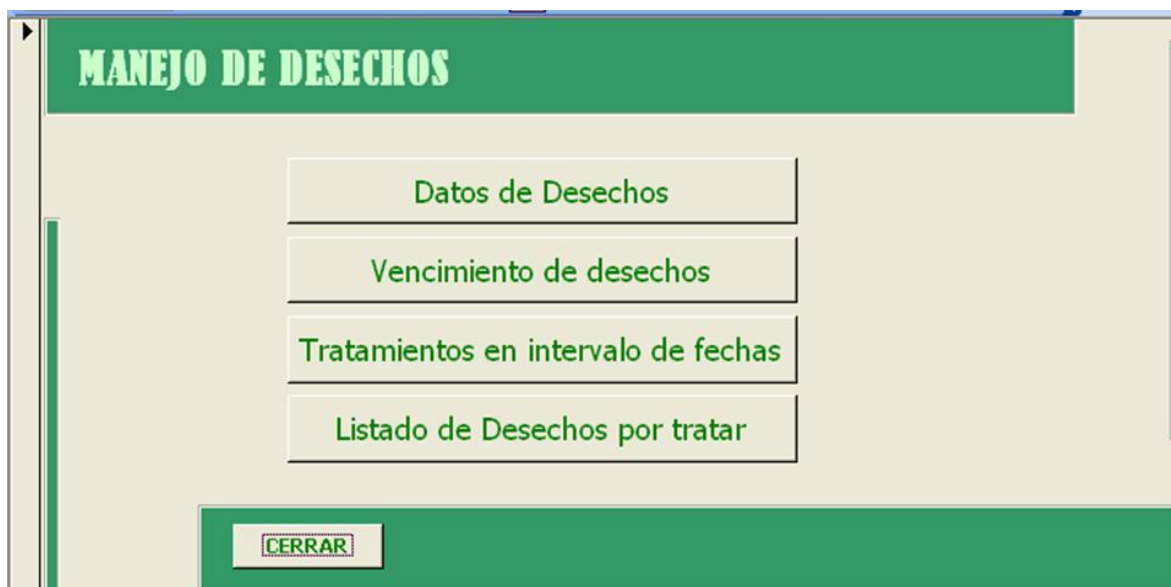 MANEJO DE DESECHOS
Datos de Desechos
Vencimiento de desechos
Tratamientos en intervalo de fechas
Listado de Desechos por tratar
CERRAR